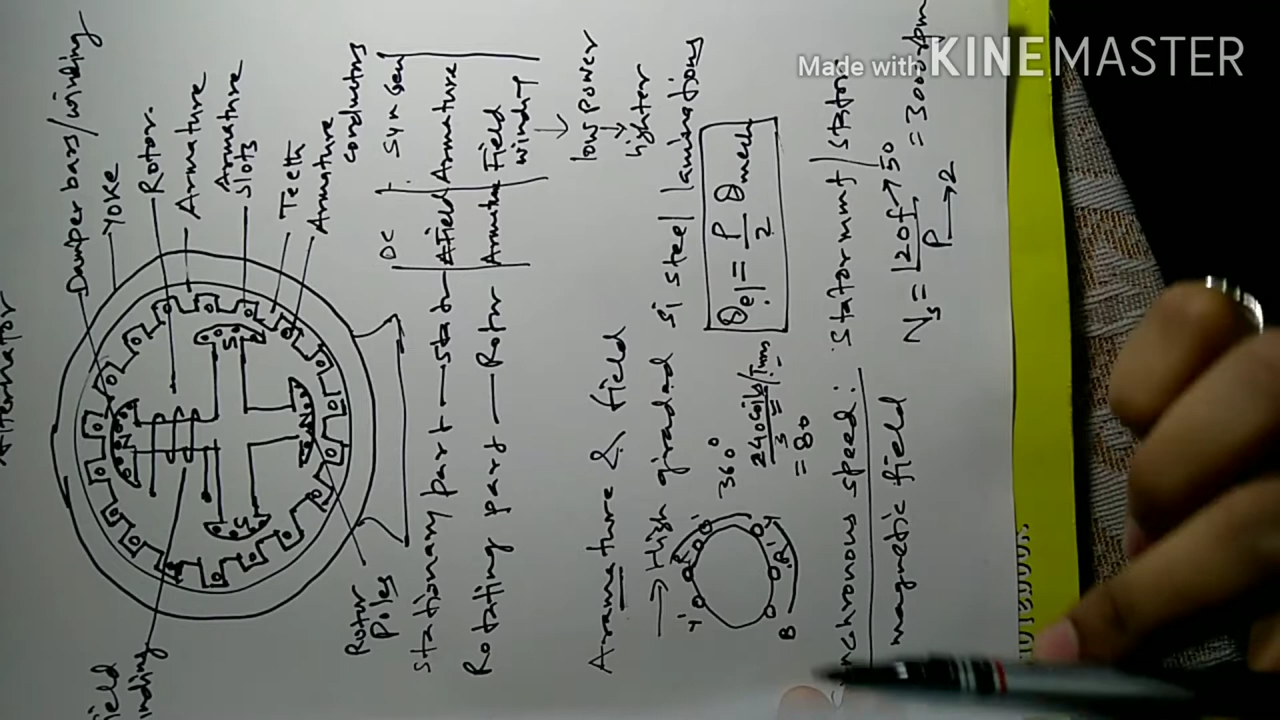 Alternator
Damper bars/winding
Yoke
Rotor
Armature
Armature
slots
Teeth
Armature
conductors
N
S
N
S
Rotor
Poles
DC
Syn Gen
Stationary part — stator
Field
Armature
Rotating part — Rotor
Armature
Field
winding
low power
lighter
Aramature & field
→ High graded si steel laminations
360°
240 coils/Turns
3
= 80
θel = P/2 θmech
Y'
R
B'
Y
R'
B
Synchronous speed: Stator mmf/stator
magnetic field
Ns = 120f → 50
P → 2
= 3000 rpm
Made with KINEMASTER